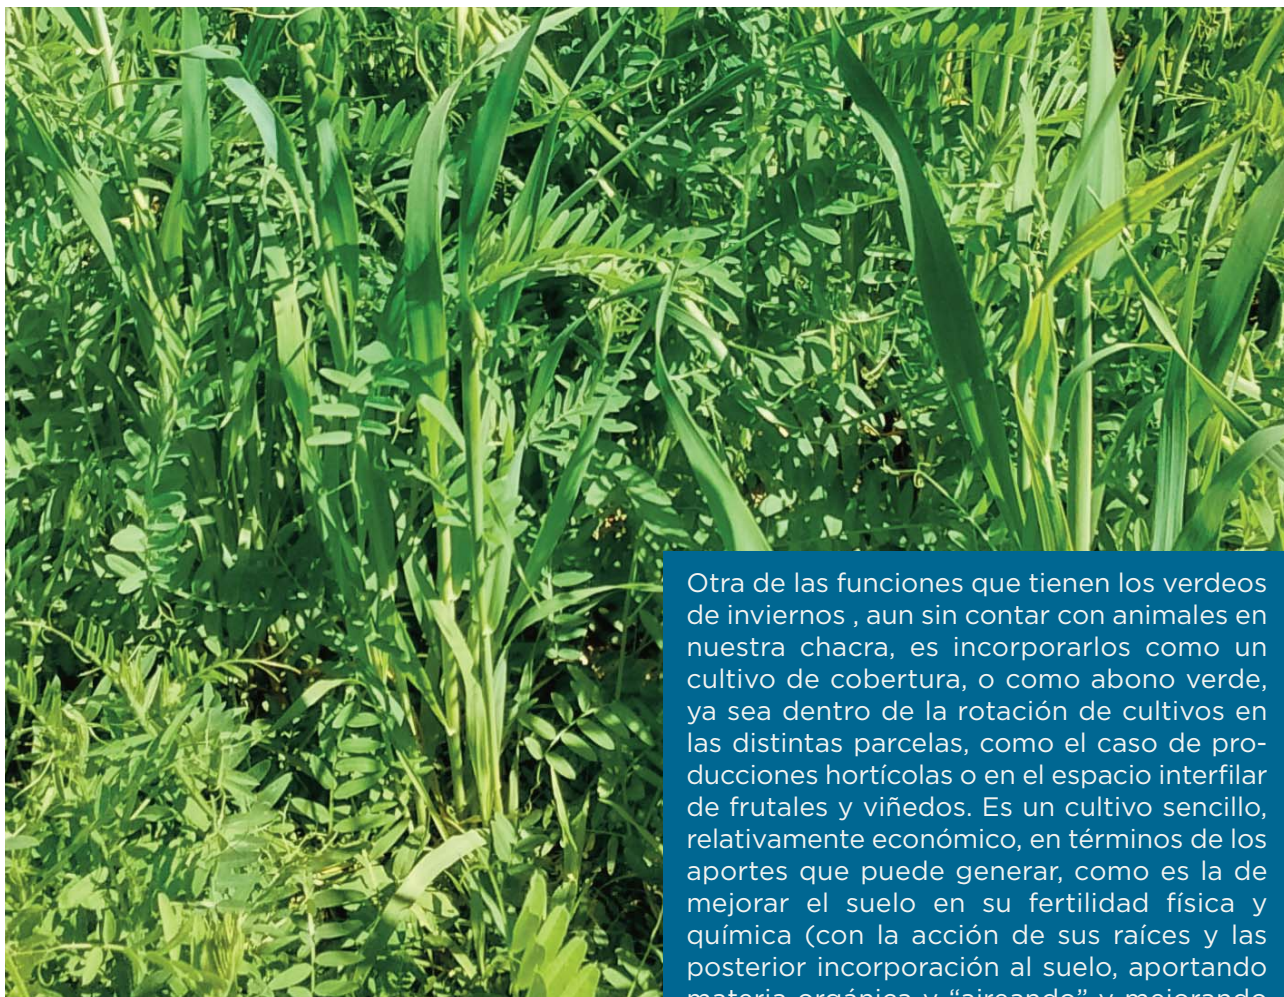 Otra de las funciones que tienen los verdeos
de inviernos , aun sin contar con animales en
nuestra chacra, es incorporarlos como un
cultivo de cobertura, o como abono verde,
ya sea dentro de la rotación de cultivos en
las distintas parcelas, como el caso de pro-
ducciones hortícolas o en el espacio interfilar
de frutales y viñedos. Es un cultivo sencillo,
relativamente económico, en términos de los
aportes que puede generar, como es la de
mejorar el suelo en su fertilidad física y
química (con la acción de sus raíces y las
posterior incorporación al suelo, aportando
materia orgánica y “aireando” y mejorando